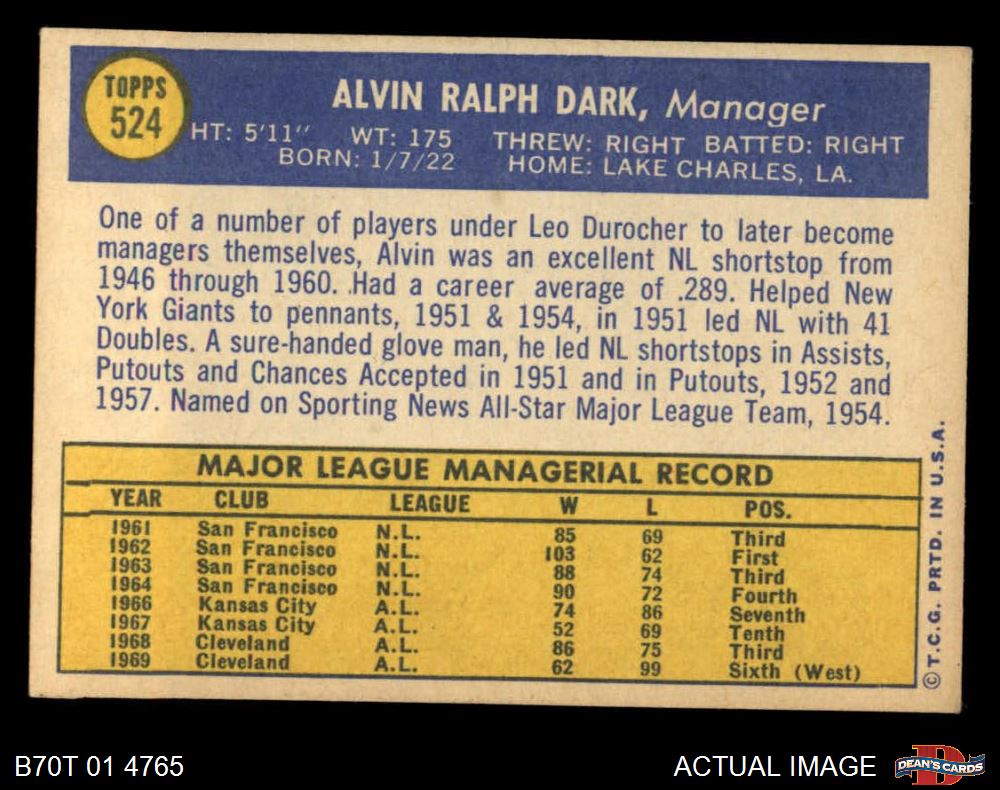 TOPPS
524
ALVIN RALPH DARK, Manager
HT: 5'11" WT: 175 THREW: RIGHT BATTED: RIGHT
BORN: 1/7/22 HOME: LAKE CHARLES, LA.
One of a number of players under Leo Durocher to later become
managers themselves, Alvin was an excellent NL shortstop from
1946 through 1960. .Had a career average of .289. Helped New
York Giants to pennants, 1951 & 1954, in 1951 led NL with 41
Doubles. A sure-handed glove man, he led NL shortstops in Assists,
Putouts and Chances Accepted in 1951 and in Putouts, 1952 and
1957. Named on Sporting News All-Star Major League Team, 1954.
MAJOR LEAGUE MANAGERIAL RECORD
YEAR CLUB LEAGUE W L POS.
1961 San Francisco N.L. 85 69 Third
1962 San Francisco N.L. 103 62 First
1963 San Francisco N.L. 88 74 Third
1964 San Francisco N.L. 90 72 Fourth
1966 Kansas City A.L. 74 86 Seventh
1967 Kansas City A.L. 52 69 Tenth
1968 Cleveland A.L. 86 75 Third
1969 Cleveland A.L. 62 99 Sixth (West)
©T.C.G. PRTD. IN U.S.A.
B70T 01 4765
ACTUAL IMAGE
D
DEAN'S CARDS